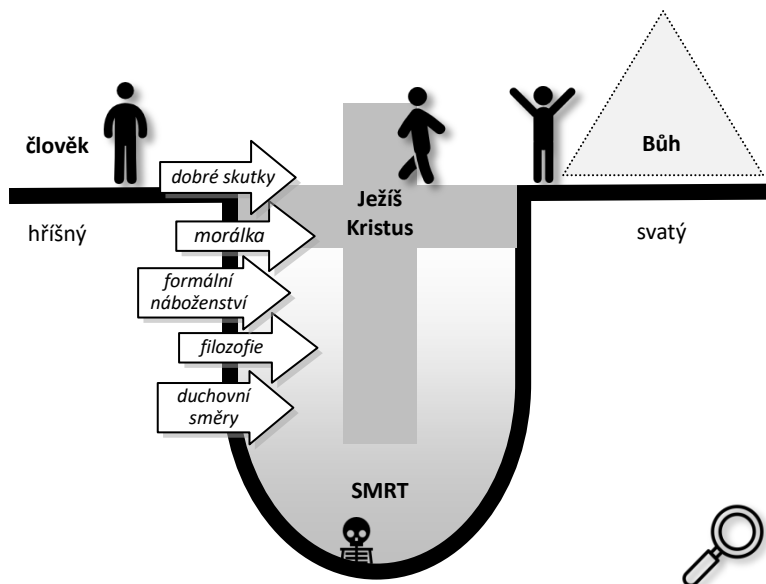 člověk
dobré skutky
Bůh
Ježíš
Kristus
hříšný
morálka
svatý
formální
náboženství
filozofie
duchovní
směry
SMRT